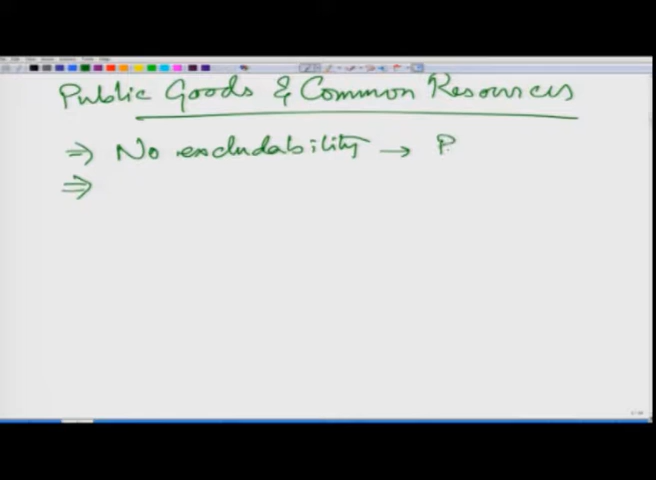 Public Goods & Common Resources
⇒ No excludability → P
⇒